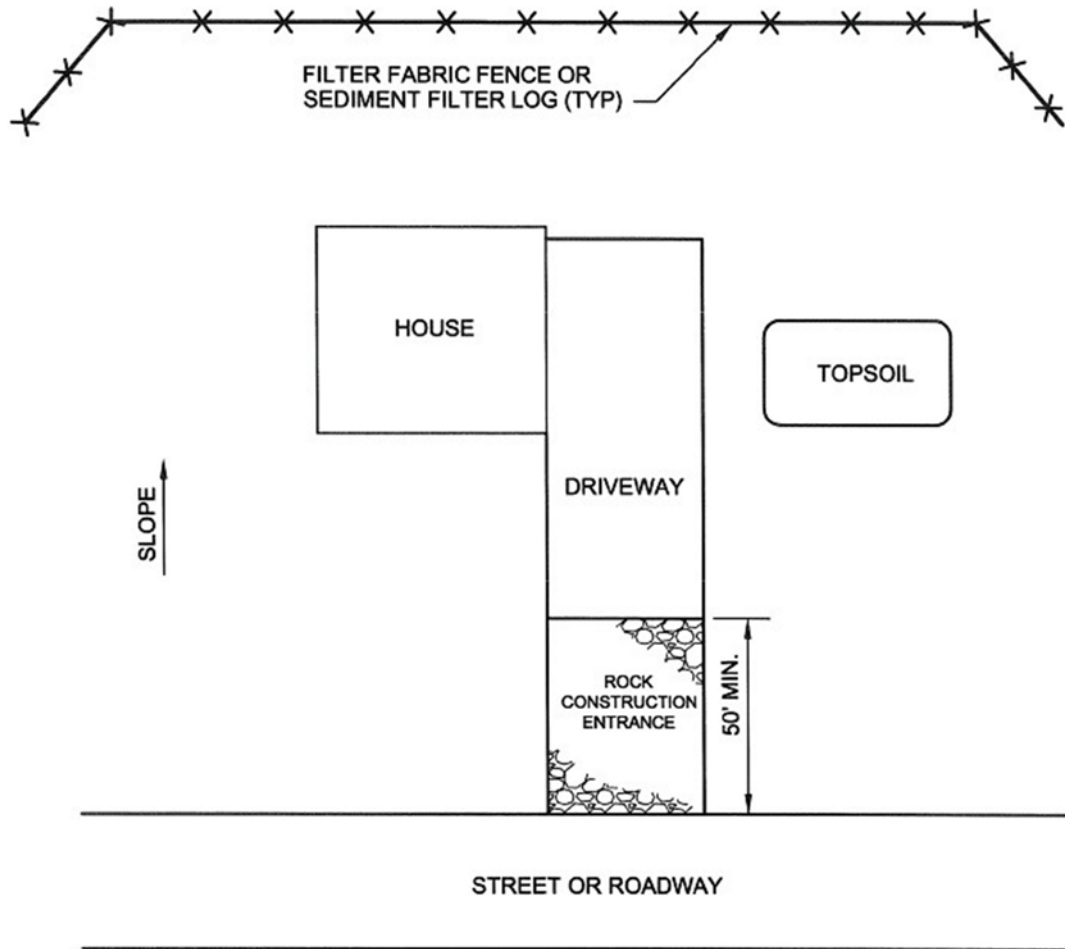 FILTER FABRIC FENCE OR
SEDIMENT FILTER LOG (TYP)
HOUSE
TOPSOIL
DRIVEWAY
SLOPE
ROCK
CONSTRUCTION
ENTRANCE
50' MIN.
STREET OR ROADWAY